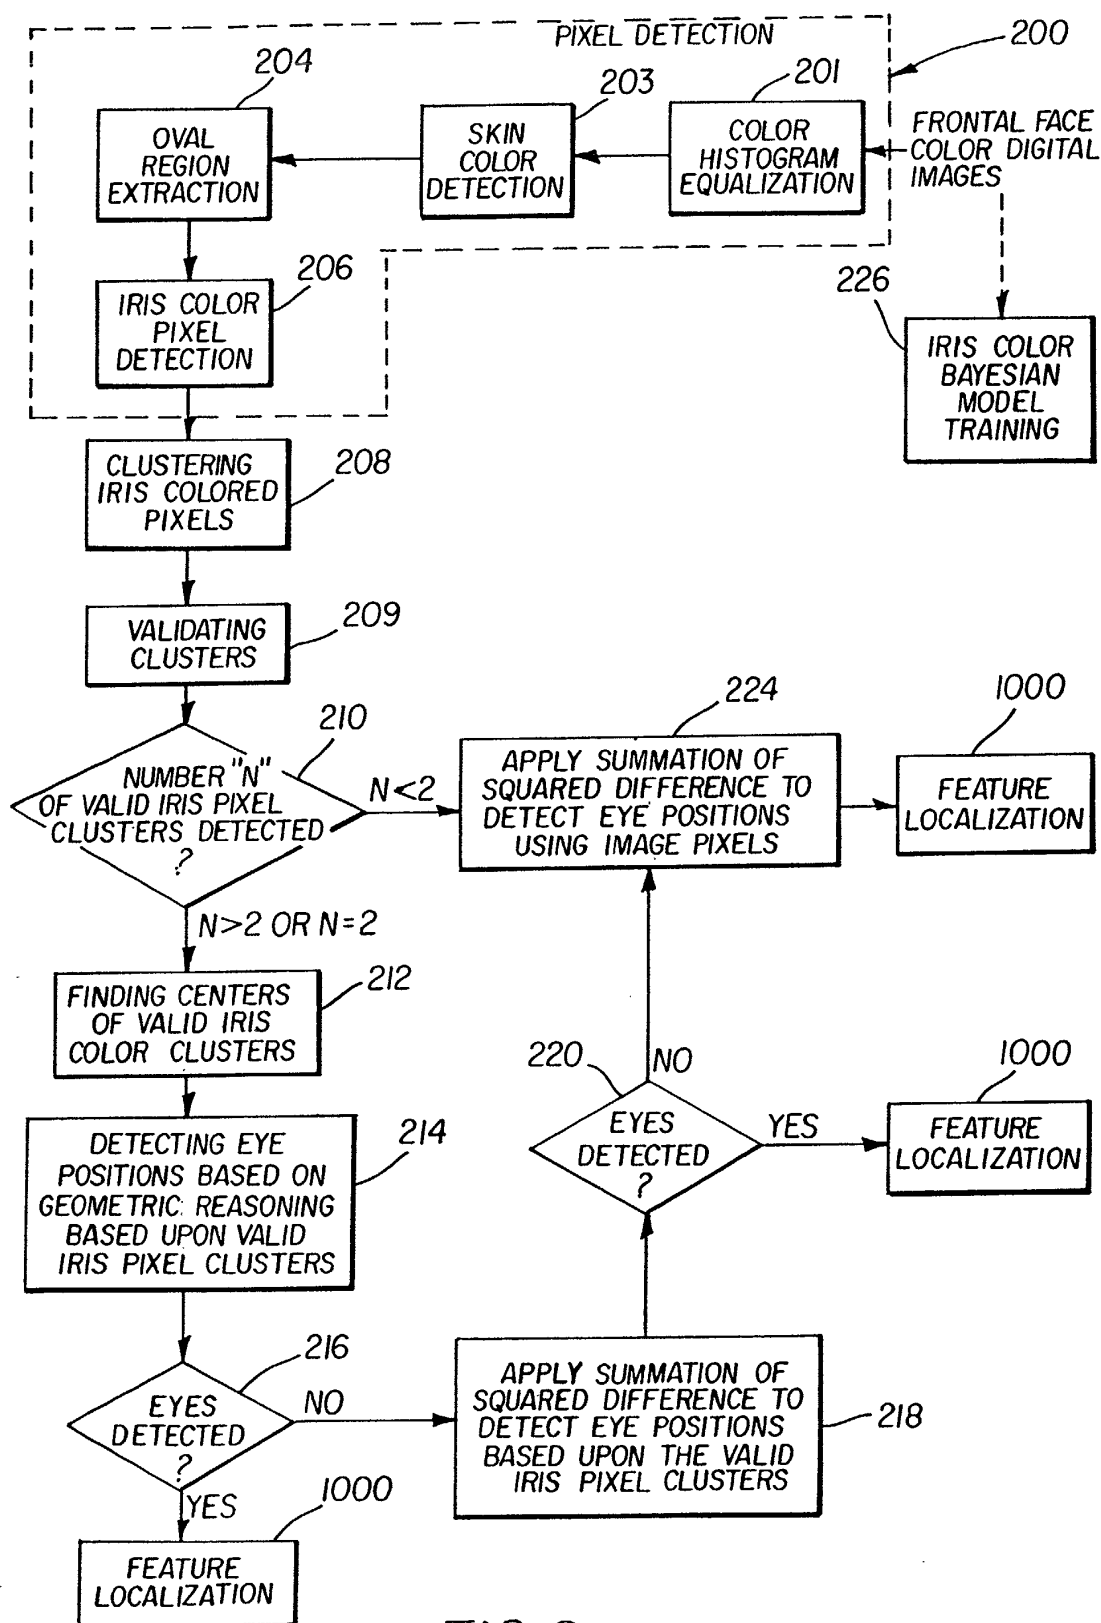 PIXEL DETECTION
200
204
203
201
OVAL
REGION
EXTRACTION
SKIN
COLOR
DETECTION
COLOR
HISTOGRAM
EQUALIZATION
FRONTAL FACE
COLOR DIGITAL
IMAGES
206
IRIS COLOR
PIXEL
DETECTION
226
IRIS COLOR
BAYESIAN
MODEL
TRAINING
208
CLUSTERING
IRIS COLORED
PIXELS
209
VALIDATING
CLUSTERS
210
NUMBER "N"
OF VALID IRIS PIXEL
CLUSTERS DETECTED
?
N<2
224
APPLY SUMMATION OF
SQUARED DIFFERENCE TO
DETECT EYE POSITIONS
USING IMAGE PIXELS
1000
FEATURE
LOCALIZATION
N>2 OR N=2
212
FINDING CENTERS
OF VALID IRIS
COLOR CLUSTERS
214
DETECTING EYE
POSITIONS BASED ON
GEOMETRIC REASONING
BASED UPON VALID
IRIS PIXEL CLUSTERS
220
EYES
DETECTED
?
NO
YES
1000
FEATURE
LOCALIZATION
216
EYES
DETECTED
?
NO
APPLY SUMMATION OF
SQUARED DIFFERENCE TO
DETECT EYE POSITIONS
BASED UPON THE VALID
IRIS PIXEL CLUSTERS
218
YES
1000
FEATURE
LOCALIZATION